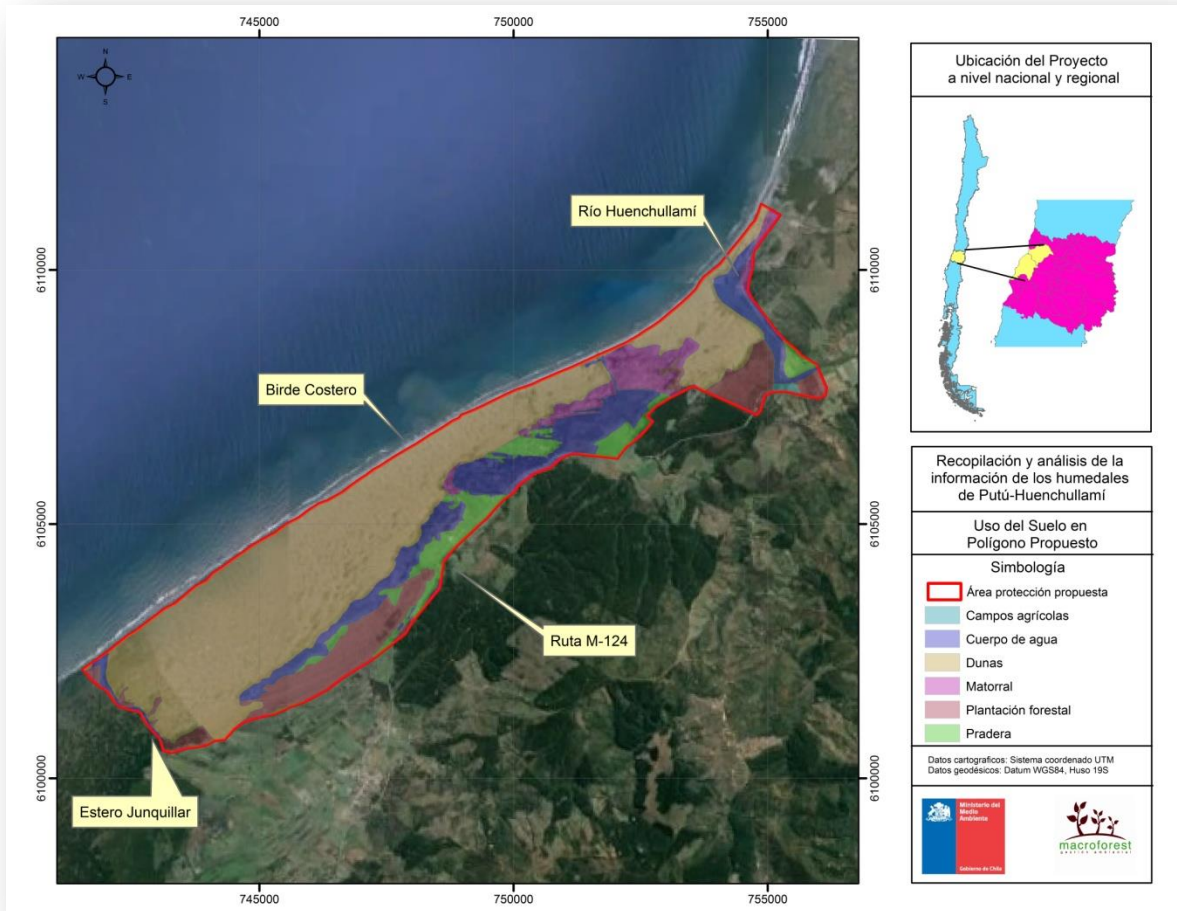 745000
750000
755000
N
W
E
S
Río Huenchullamí
6110000
6110000
Birde Costero
6105000
6105000
Ruta M-124
Estero Junquillar
6100000
6100000
745000
750000
755000
Ubicación del Proyecto
a nivel nacional y regional
Recopilación y análisis de la
información de los humedales
de Putú-Huenchullamí
Uso del Suelo en
Polígono Propuesto
Simbología
Área protección propuesta
Campos agrícolas
Cuerpo de agua
Dunas
Matorral
Plantación forestal
Pradera
Datos cartograficos: Sistema coordenado UTM
Datos geodésicos: Datum WGS84, Huso 19S
Ministerio del
Medio
Ambiente
Gobierno de Chile
macroforest
gestión ambiental